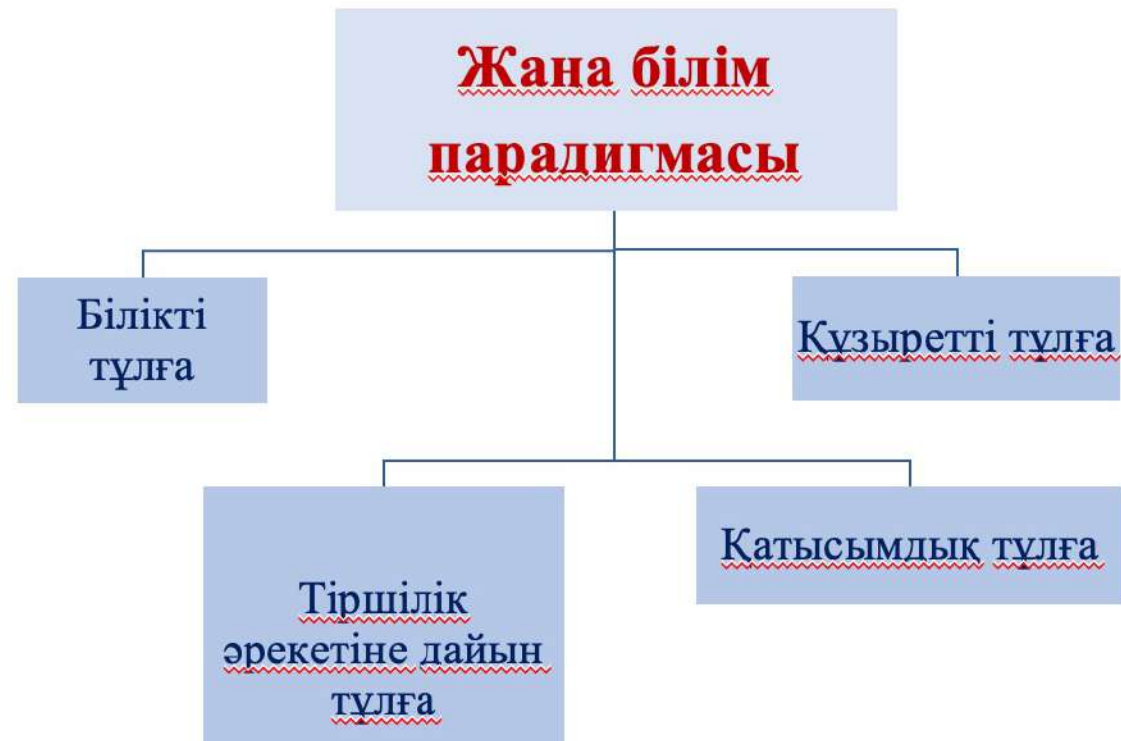 Жаңа білім
парадигмасы
Білікті
тұлға
Құзыретті тұлға
Тіршілік
әрекетіне дайын
тұлға
Қатысымдық тұлға